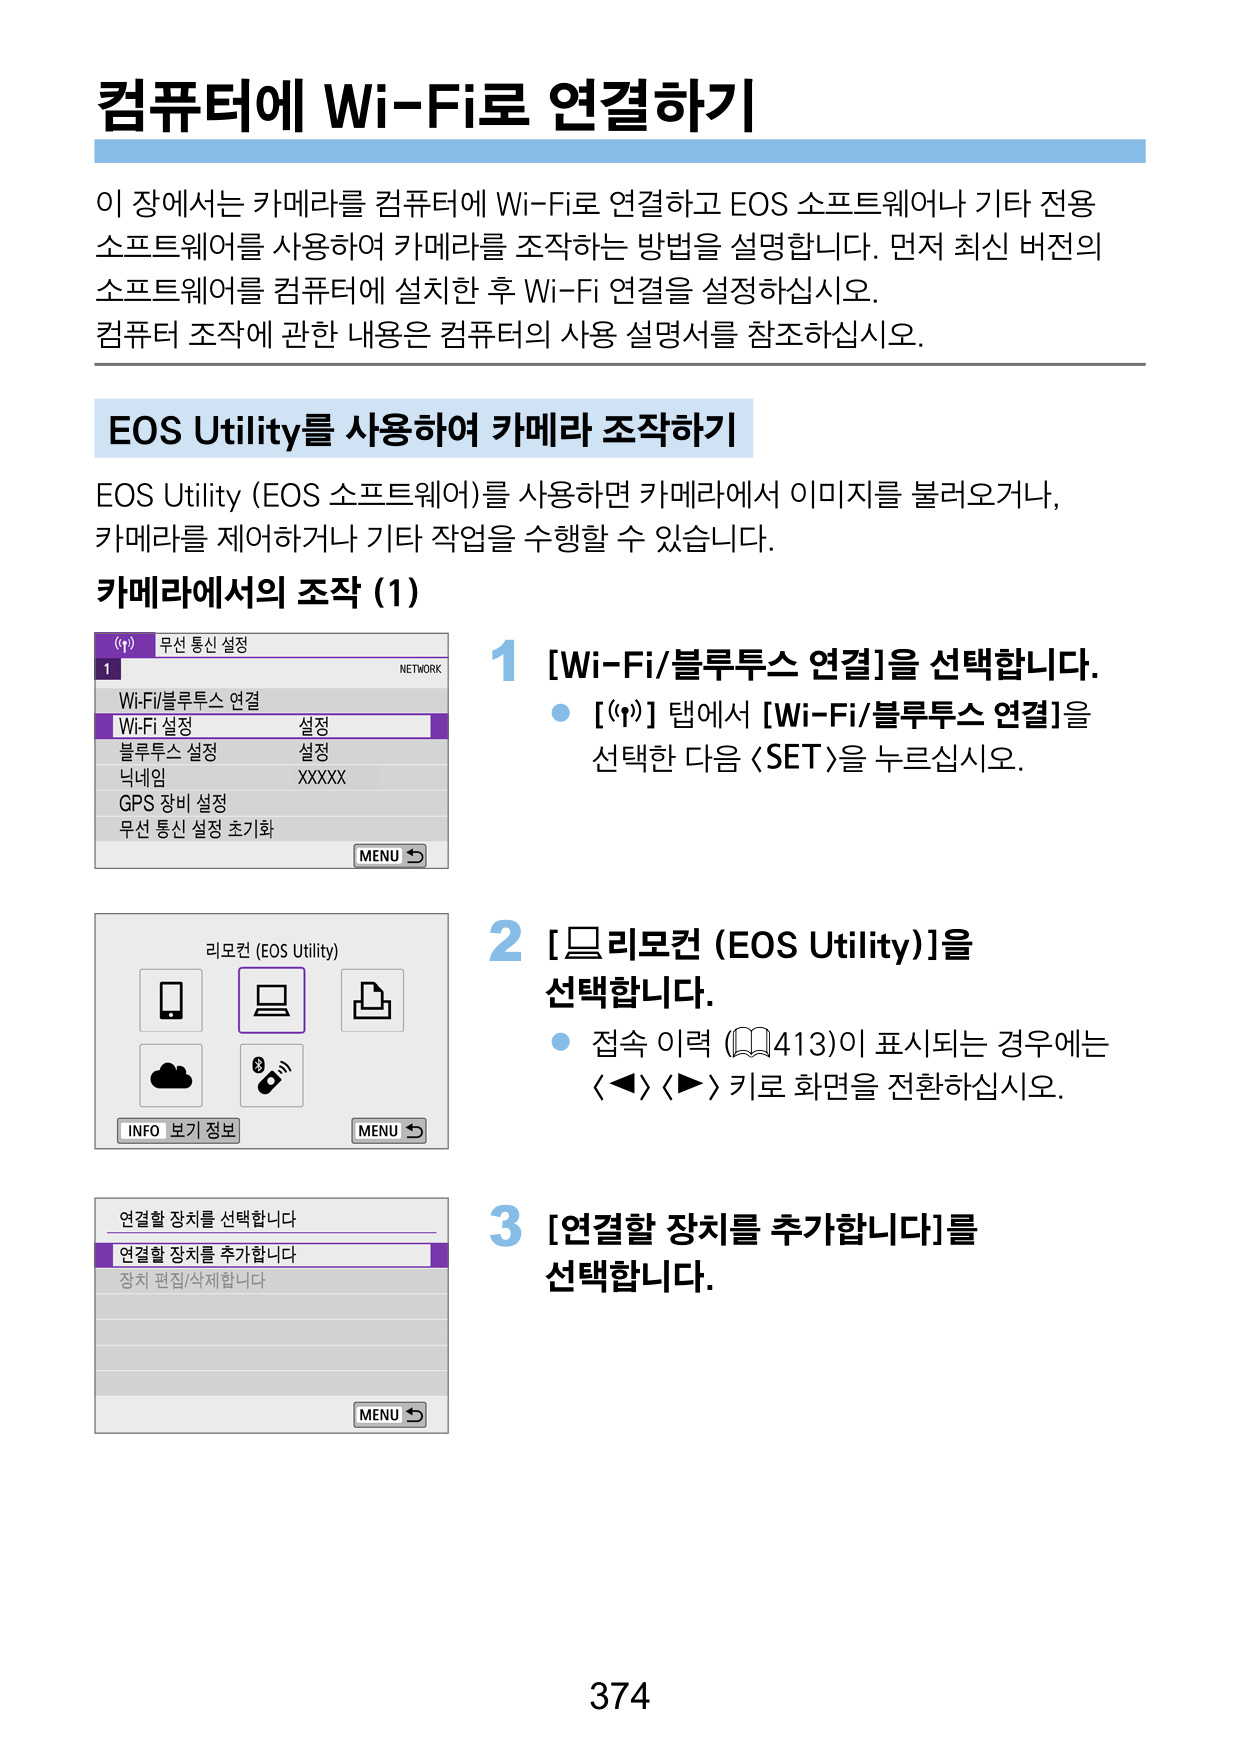 컴퓨터에 Wi-Fi로 연결하기
이 장에서는 카메라를 컴퓨터에 Wi-Fi로 연결하고 EOS 소프트웨어나 기타 전용
소프트웨어를 사용하여 카메라를 조작하는 방법을 설명합니다. 먼저 최신 버전의
소프트웨어를 컴퓨터에 설치한 후 Wi-Fi 연결을 설정하십시오.
컴퓨터 조작에 관한 내용은 컴퓨터의 사용 설명서를 참조하십시오.
EOS Utility를 사용하여 카메라 조작하기
EOS Utility (EOS 소프트웨어)를 사용하면 카메라에서 이미지를 불러오거나,
카메라를 제어하거나 기타 작업을 수행할 수 있습니다.
카메라에서의 조작 (1)
무선 통신 설정
1
NETWORK
Wi-Fi/블루투스 연결
Wi-Fi 설정 설정
블루투스 설정 설정
닉네임 XXXXX
GPS 장비 설정
무선 통신 설정 초기화
MENU
1 [Wi-Fi/블루투스 연결]을 선택합니다.
● [ ] 탭에서 [Wi-Fi/블루투스 연결]을
선택한 다음 〈SET〉을 누르십시오.
리모컨 (EOS Utility)
INFO 보기 정보
MENU
2 [ 리모컨 (EOS Utility)]을
선택합니다.
● 접속 이력 ( 413)이 표시되는 경우에는
〈◀〉〈▶〉 키로 화면을 전환하십시오.
연결할 장치를 선택합니다
연결할 장치를 추가합니다
장치 편집/삭제합니다
MENU
3 [연결할 장치를 추가합니다]를
선택합니다.
374